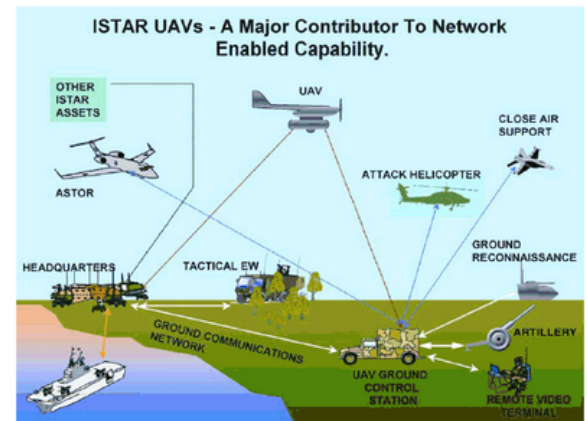 ISTAR UAVs - A Major Contributor To Network
Enabled Capability.
OTHER
ISTAR
ASSETS
UAV
CLOSE AIR
SUPPORT
ASTOR
ATTACK HELICOPTER
GROUND
RECONNAISSANCE
HEADQUARTERS
TACTICAL EW
ARTILLERY
GROUND COMMUNICATIONS
NETWORK
UAV GROUND
CONTROL
STATION
REMOTE VIDEO
TERMINAL